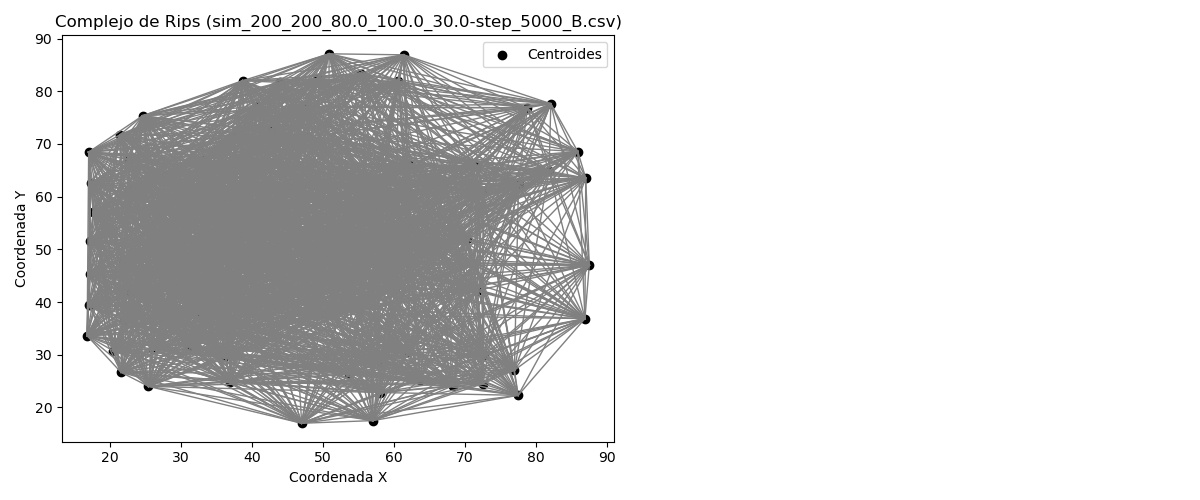 Complejo de Rips (sim_200_200_80.0_100.0_30.0-step_5000_B.csv)
Centroides
90
80
70
60
50
40
30
20
Coordenada Y
20 30 40 50 60 70 80 90
Coordenada X